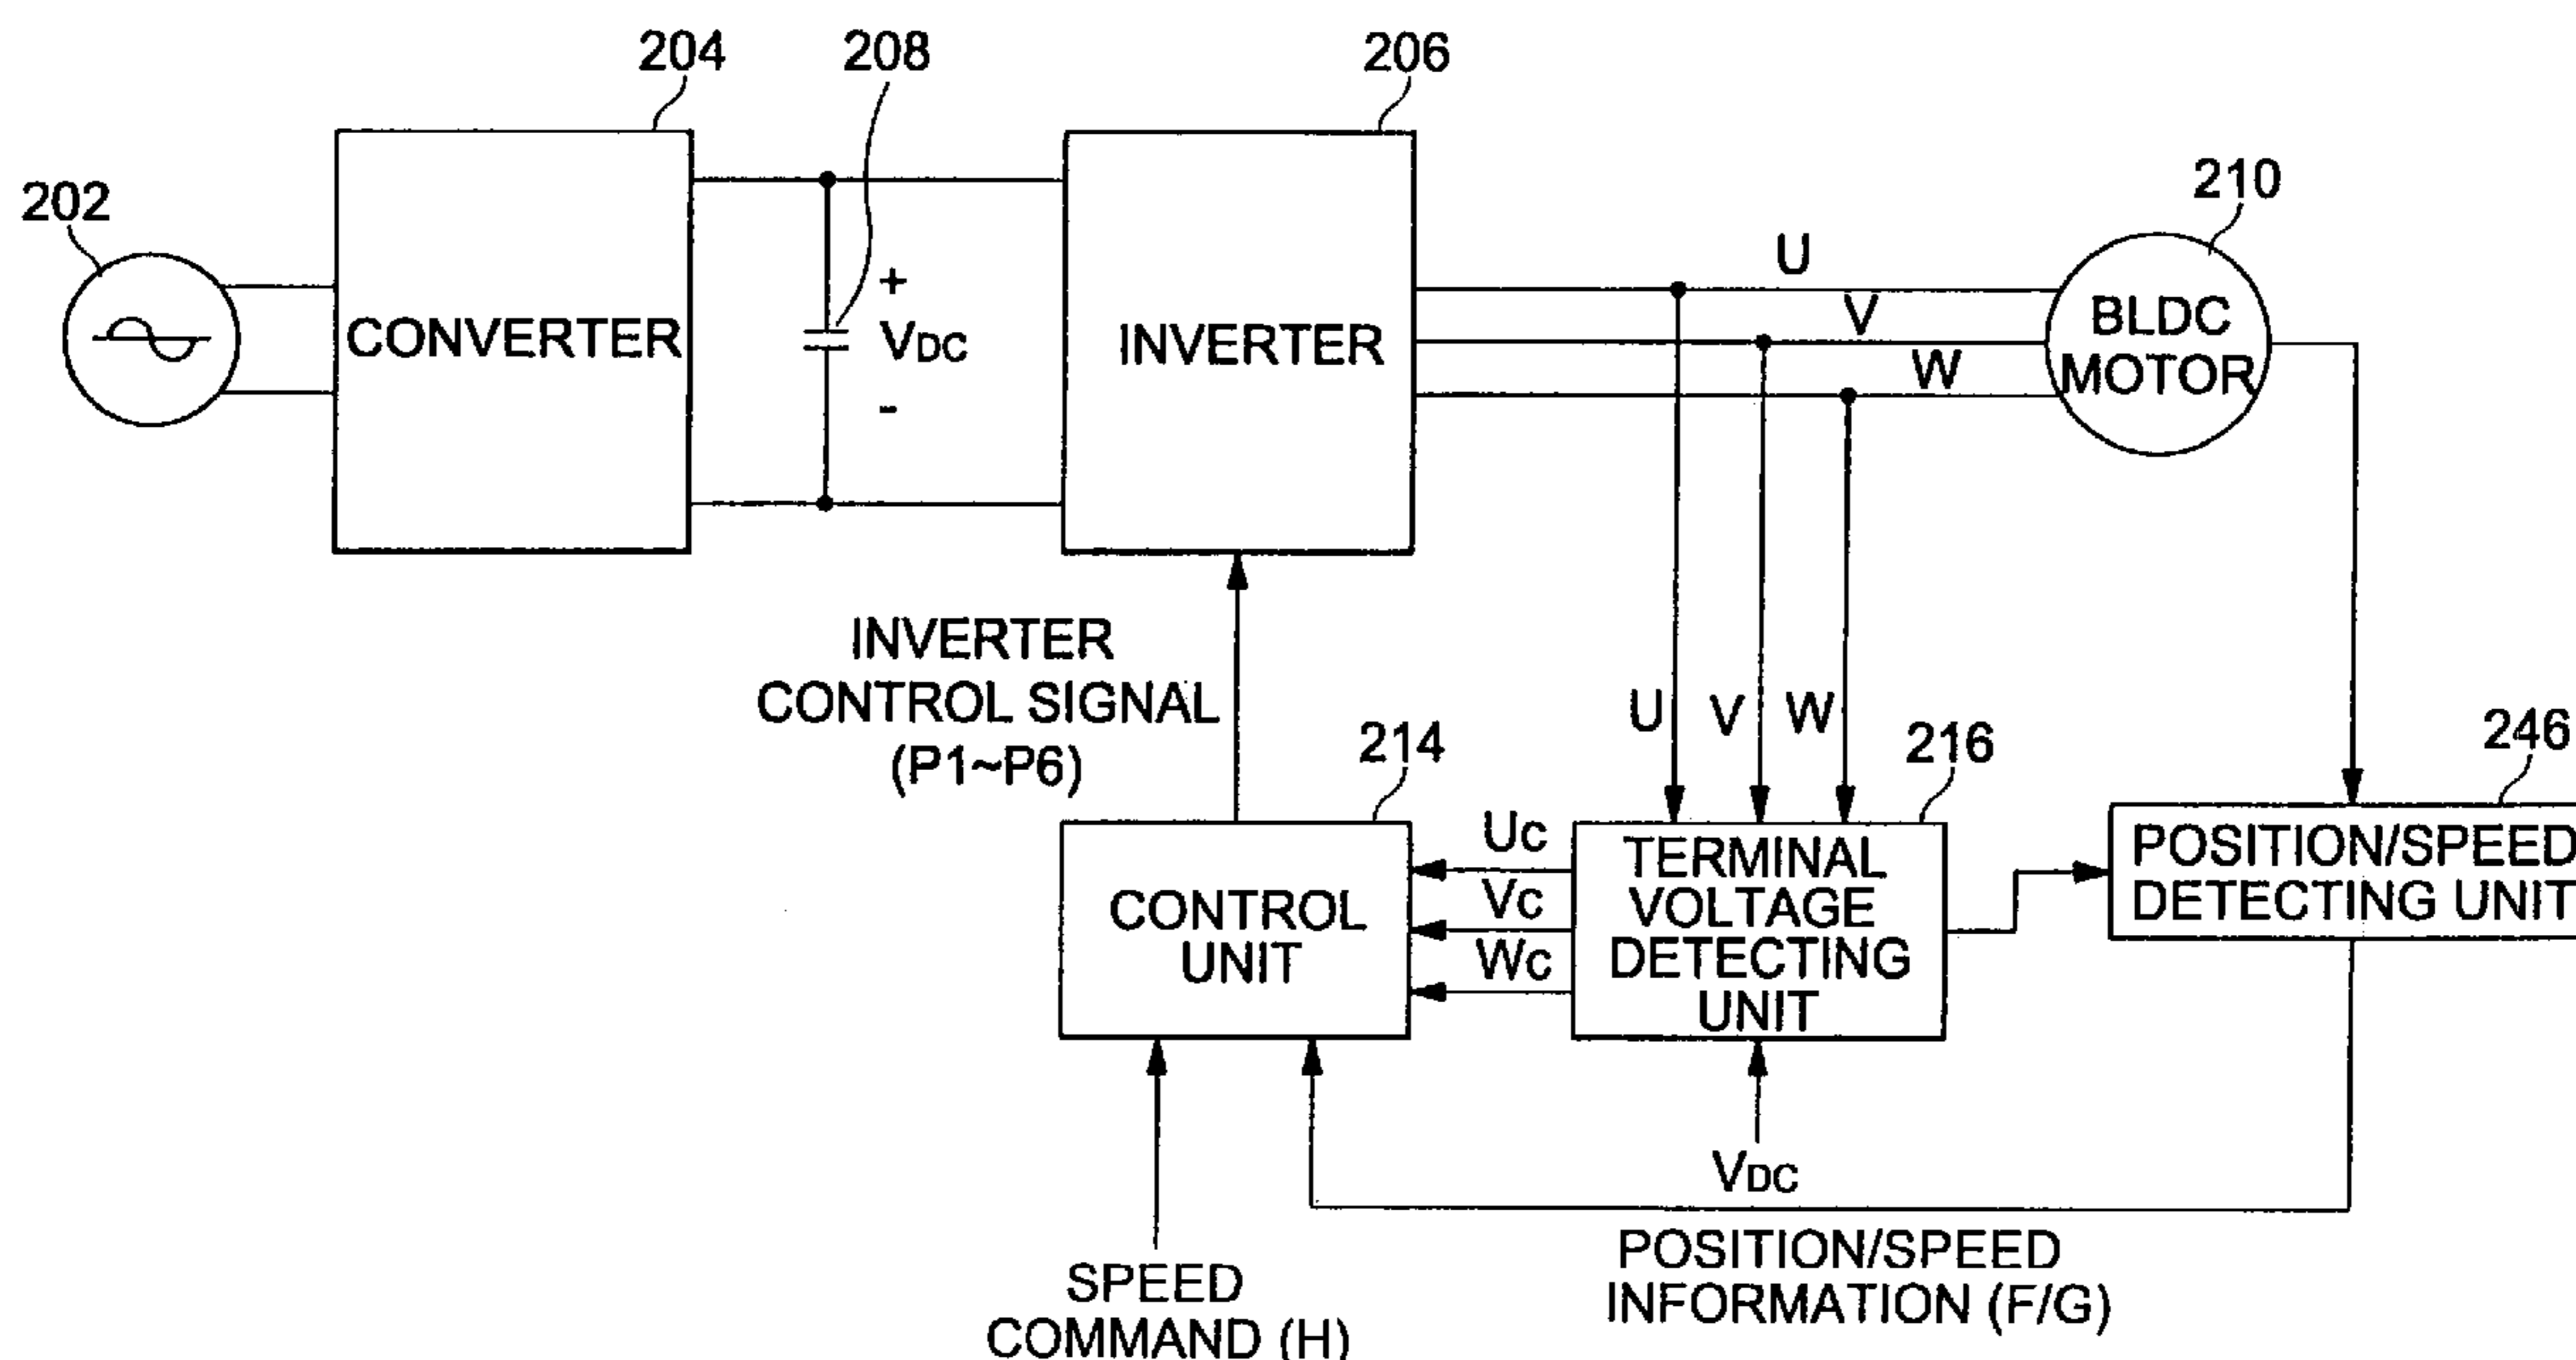 204
208
206
202
210
CONVERTER
+
VDC
-
INVERTER
U
V
W
BLDC
MOTOR
INVERTER
CONTROL SIGNAL
(P1~P6)
U
V
W
214
216
246
CONTROL
UNIT
UC
VC
WC
TERMINAL
VOLTAGE
DETECTING
UNIT
POSITION/SPEED
DETECTING UNIT
VDC
SPEED
COMMAND (H)
POSITION/SPEED
INFORMATION (F/G)